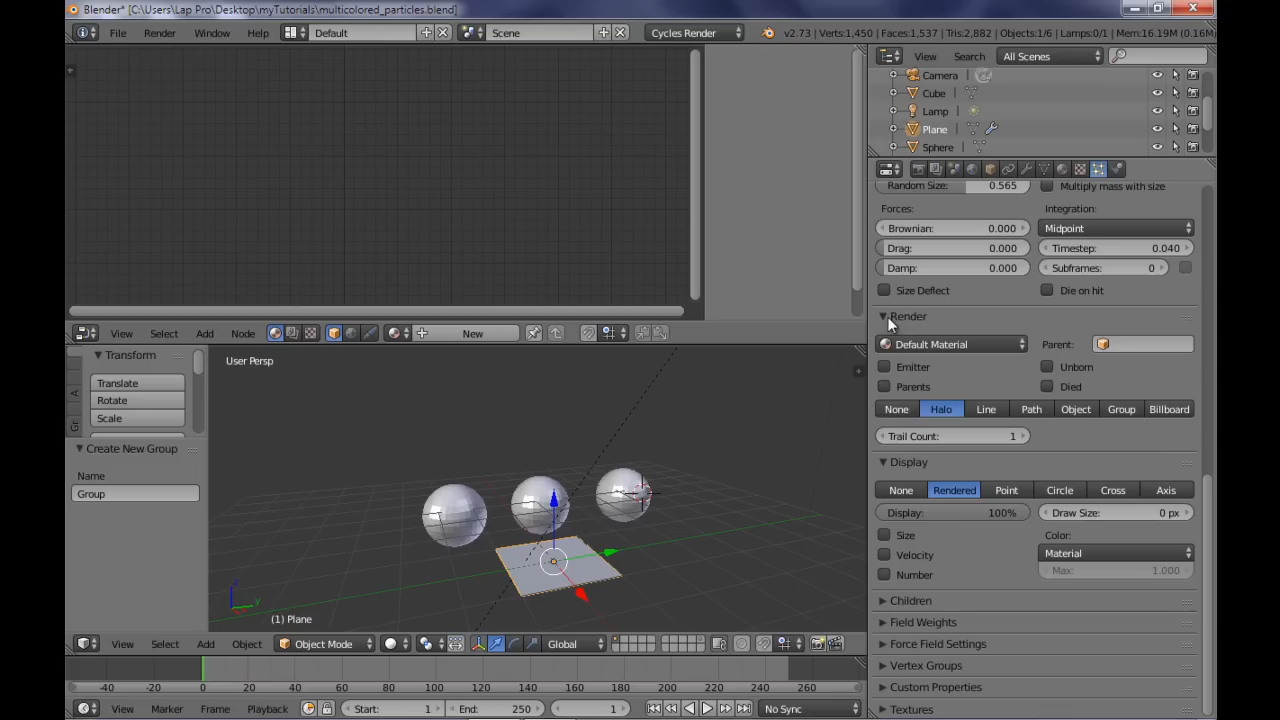 Blender* [C:\Users\Lap Pro\Desktop\myTutorials\multicolored_particles.blend]
File Render Window Help Default Scene Cycles Render v2.73 | Verts:1,450 | Faces:1,537 | Tris:2,882 | Objects:1/6 | Lamps:0/1 | Mem:16.19M (0.16M)
View Search All Scenes
Camera
Cube
Lamp
Plane
Sphere
Random Size: 0.565 Multiply mass with size
Forces: Integration:
Brownian: 0.000 Midpoint
Drag: 0.000 Timestep: 0.040
Damp: 0.000 Subframes: 0
Size Deflect Die on hit
Render
Default Material Parent:
Emitter Unborn
Parents Died
None Halo Line Path Object Group Billboard
Trail Count: 1
Display
None Rendered Point Circle Cross Axis
Display: 100% Draw Size: 0 px
Size Color:
Velocity Material
Number Max: 1.000
Children
Field Weights
Force Field Settings
Vertex Groups
Custom Properties
Textures
View Select Add Node New
Transform
Translate
Rotate
Scale
A
Gr
Create New Group
Name
Group
User Persp
z
y
(1) Plane
View Select Add Object Object Mode Global
-40 -20 0 20 40 60 80 100 120 140 160 180 200 220 240 260
View Marker Frame Playback Start: 1 End: 250 1 No Sync